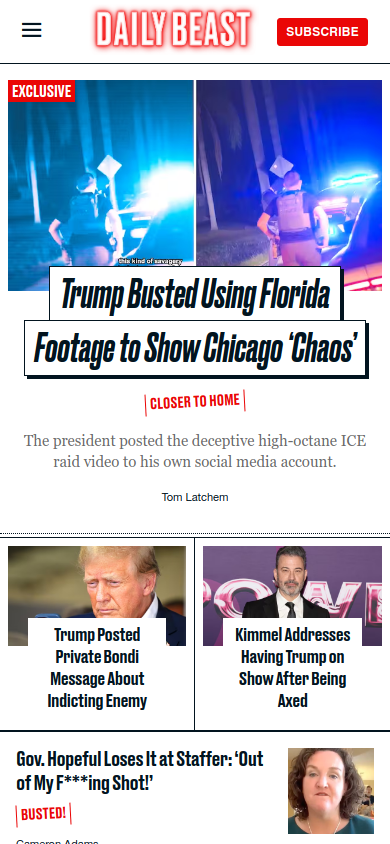 DAILY BEAST
SUBSCRIBE
EXCLUSIVE
this kind of savagery
Trump Busted Using Florida
Footage to Show Chicago ‘Chaos’
CLOSER TO HOME
The president posted the deceptive high-octane ICE
raid video to his own social media account.
Tom Latchem
Trump Posted
Private Bondi
Message About
Indicting Enemy
Kimmel Addresses
Having Trump on
Show After Being
Axed
Gov. Hopeful Loses It at Staffer: ‘Out
of My F***ing Shot!’
BUSTED!
Cameron Adams